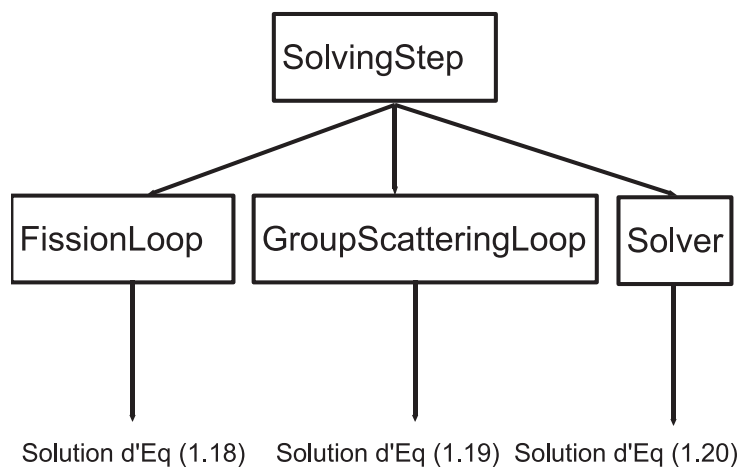 SolvingStep
FissionLoop
GroupScatteringLoop
Solver
Solution d'Eq (1.18)
Solution d'Eq (1.19)
Solution d'Eq (1.20)